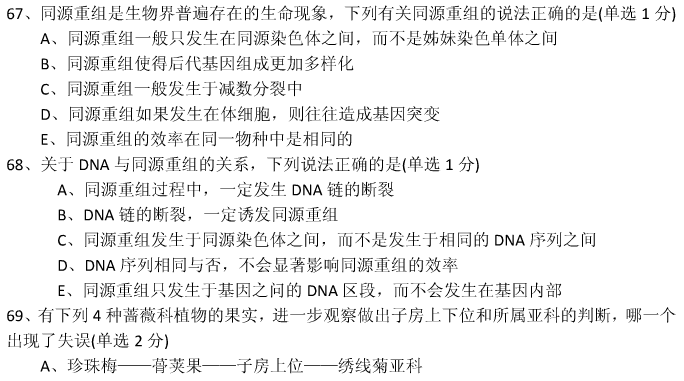 67、同源重组是生物界普遍存在的生命现象，下列有关同源重组的说法正确的是(单选 1 分)
A、同源重组一般只发生在同源染色体之间，而不是姊妹染色单体之间
B、同源重组使得后代基因组成更加多样化
C、同源重组一般发生于减数分裂中
D、同源重组如果发生在体细胞，则往往造成基因突变
E、同源重组的效率在同一物种中是相同的
68、关于 DNA 与同源重组的关系，下列说法正确的是(单选 1 分)
A、同源重组过程中，一定发生 DNA 链的断裂
B、DNA 链的断裂，一定诱发同源重组
C、同源重组发生于同源染色体之间，而不是发生于相同的 DNA 序列之间
D、DNA 序列相同与否，不会显著影响同源重组的效率
E、同源重组只发生于基因之问的 DNA 区段，而不会发生在基因内部
69、有下列 4 种蔷薇科植物的果实，进一步观察做出子房上下位和所属亚科的判断，哪一个
出现了失误(单选 2 分)
A、珍珠梅——蓇荚果——子房上位——绣线菊亚科